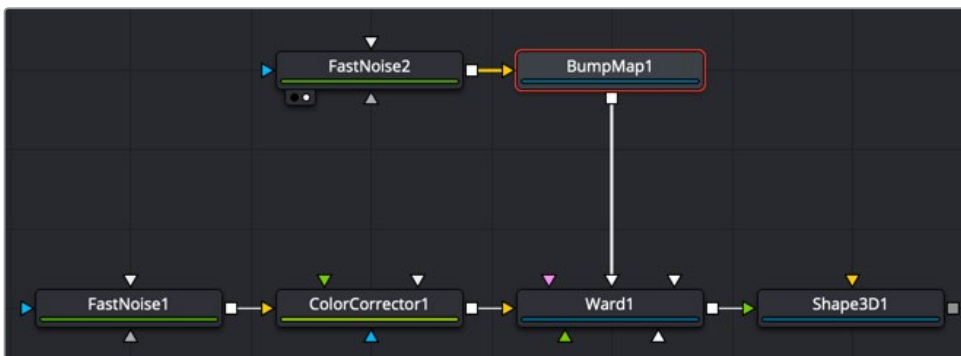 FastNoise2
BumpMap1
FastNoise1
ColorCorrector1
Ward1
Shape3D1